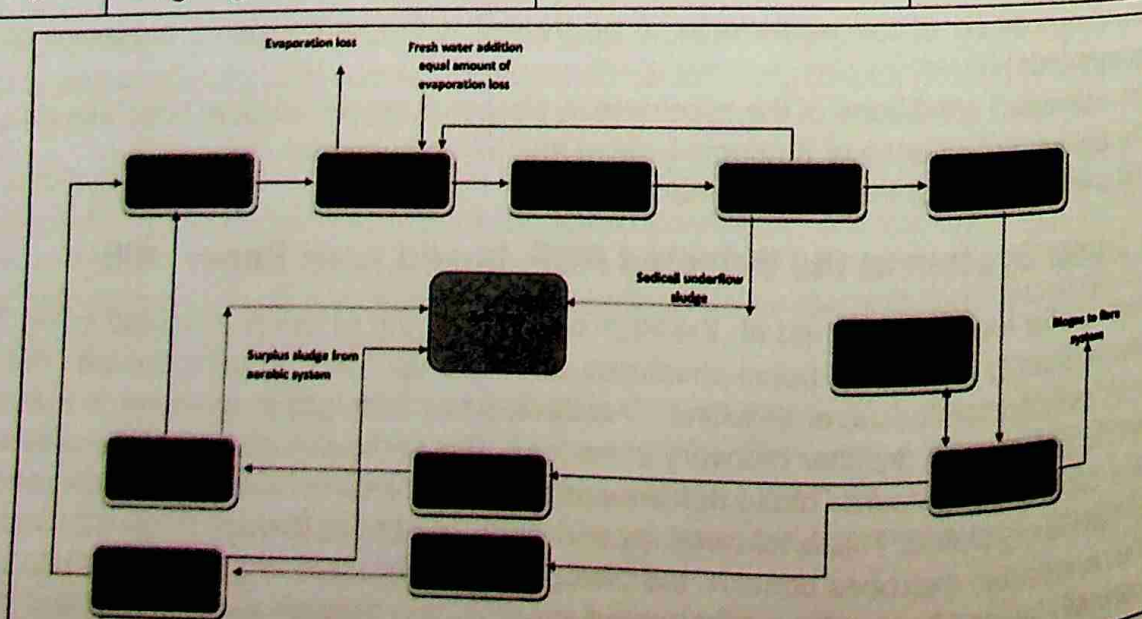 Evaporation loss
Fresh water addition
equal amount of
evaporation loss
Sedicell underflow
sludge
Surplus sludge from
aerobic system
Biogas to flare
system